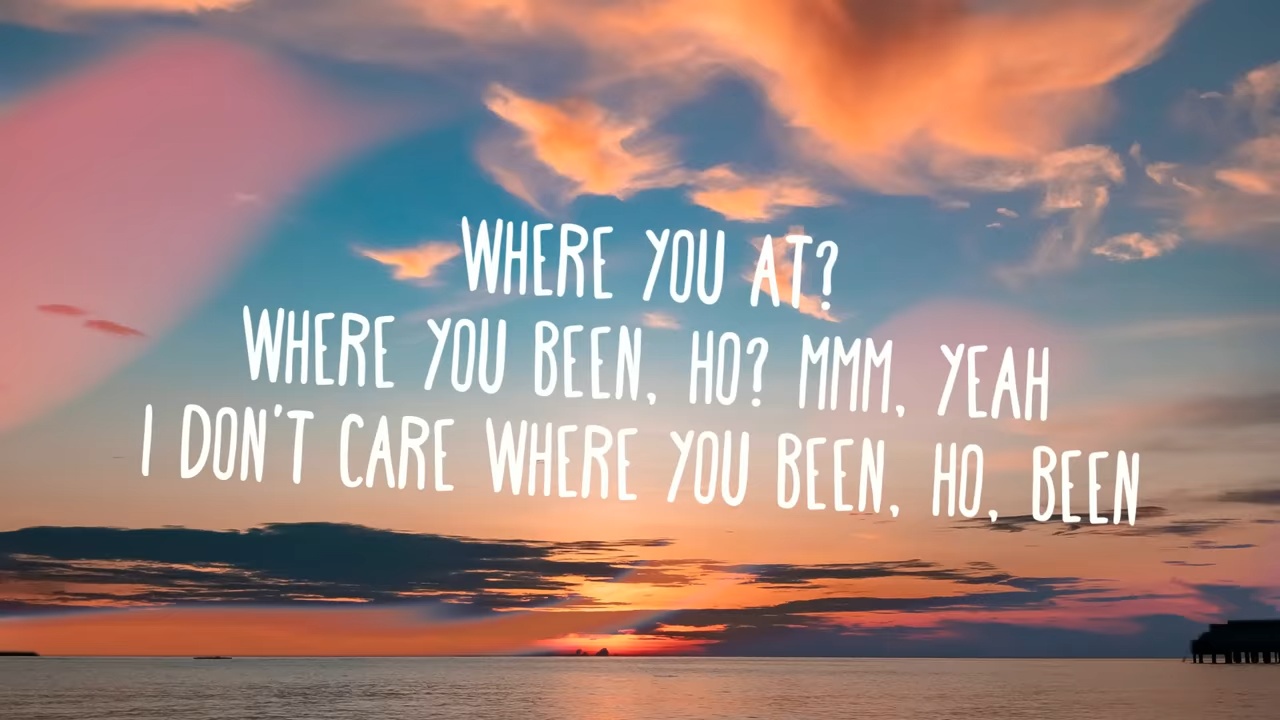 WHERE YOU AT?
WHERE YOU BEEN, HO? MMM, YEAH
I DON'T CARE WHERE YOU BEEN, HO, BEEN